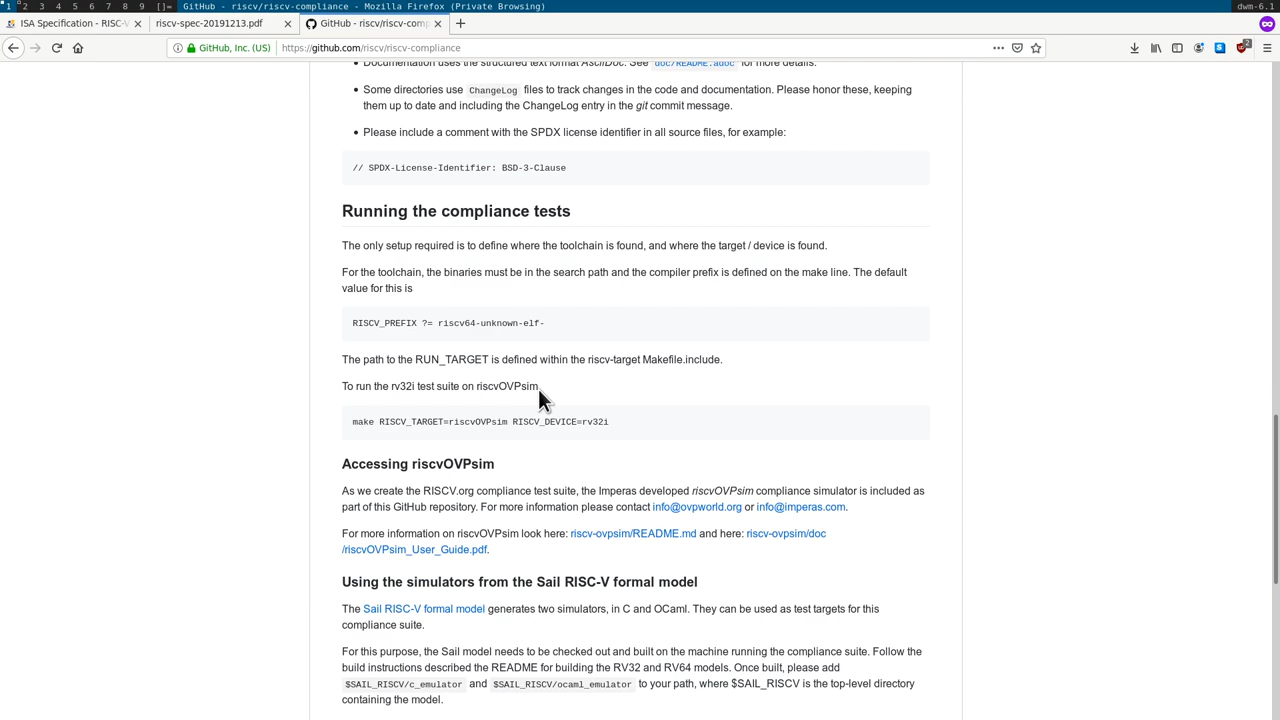 1 2 3 4 5 6 7 8 9 []= GitHub - riscv/riscv-compliance - Mozilla Firefox (Private Browsing) dwm-6.1
ISA Specification - RISC-V riscv-spec-20191213.pdf GitHub - riscv/riscv-comp
GitHub, Inc. (US) https://github.com/riscv/riscv-compliance 2
Documentation uses the structured text format AsciiDoc. See doc/README.adoc for more details.
Some directories use ChangeLog files to track changes in the code and documentation. Please honor these, keeping
them up to date and including the ChangeLog entry in the git commit message.
Please include a comment with the SPDX license identifier in all source files, for example:
// SPDX-License-Identifier: BSD-3-Clause
Running the compliance tests
The only setup required is to define where the toolchain is found, and where the target / device is found.
For the toolchain, the binaries must be in the search path and the compiler prefix is defined on the make line. The default
value for this is
RISCV_PREFIX ?= riscv64-unknown-elf-
The path to the RUN_TARGET is defined within the riscv-target Makefile.include.
To run the rv32i test suite on riscvOVPsim
make RISCV_TARGET=riscvOVPsim RISCV_DEVICE=rv32i
Accessing riscvOVPsim
As we create the RISCV.org compliance test suite, the Imperas developed riscvOVPsim compliance simulator is included as
part of this GitHub repository. For more information please contact info@ovpworld.org or info@imperas.com.
For more information on riscvOVPsim look here: riscv-ovpsim/README.md and here: riscv-ovpsim/doc
/riscvOVPsim_User_Guide.pdf.
Using the simulators from the Sail RISC-V formal model
The Sail RISC-V formal model generates two simulators, in C and OCaml. They can be used as test targets for this
compliance suite.
For this purpose, the Sail model needs to be checked out and built on the machine running the compliance suite. Follow the
build instructions described the README for building the RV32 and RV64 models. Once built, please add
$SAIL_RISCV/c_emulator and $SAIL_RISCV/ocaml_emulator to your path, where $SAIL_RISCV is the top-level directory
containing the model.